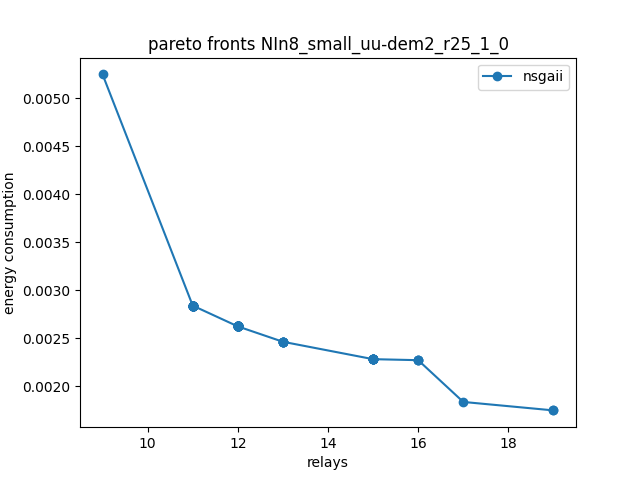 pareto fronts NIn8_small_uu-dem2_r25_1_0
nsgaii
energy consumption
0.0050
0.0045
0.0040
0.0035
0.0030
0.0025
0.0020
10 12 14 16 18
relays